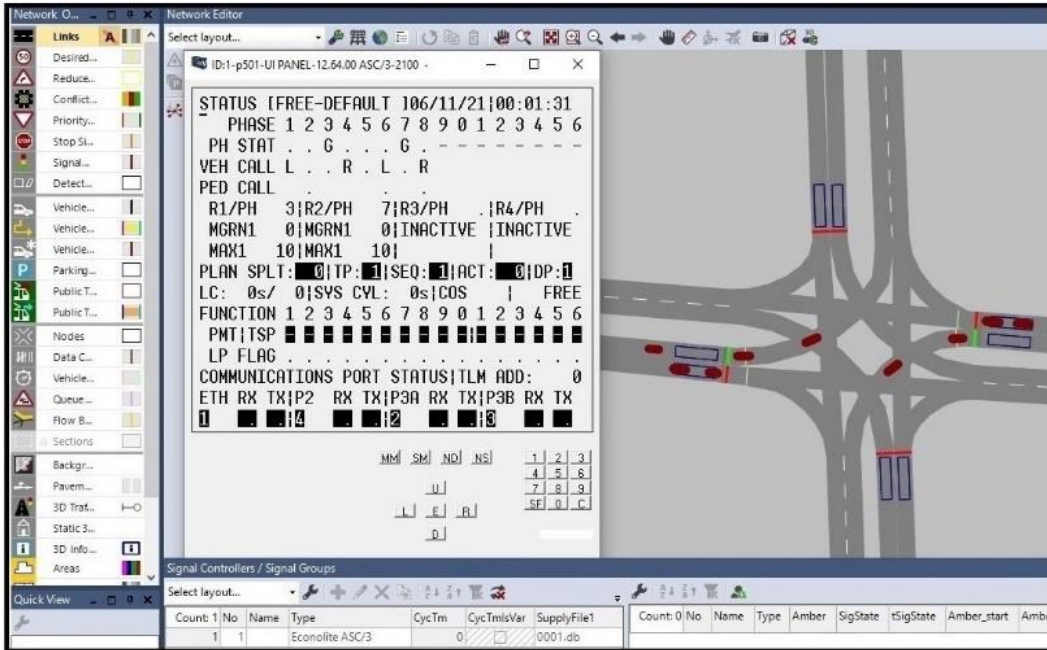 Network O...
Links
Desired...
Reduce...
Conflict...
Priority...
Stop Si...
Signal...
Detect...
Vehicle...
Vehicle...
Vehicle...
Parking...
Public T...
Public T...
Nodes
Data C...
Vehicle...
Queue...
Flow B...
Sections
Backgr...
Pavem...
3D Traf...
Static 3...
3D Info...
Areas
Quick View
Network Editor
Select layout...
ID:1-p501-UI PANEL-12.64.00 ASC/3-2100 -
STATUS [FREE-DEFAULT ]06/11/21|00:01:31
PHASE 1 2 3 4 5 6 7 8 9 0 1 2 3 4 5 6
PH STAT . . G . . . G . - - - - - - - -
VEH CALL L . . R . L . R
PED CALL . . .
R1/PH 3|R2/PH 7|R3/PH .|R4/PH .
MGRN1 0|MGRN1 0|INACTIVE |INACTIVE
MAX1 10|MAX1 10| |
PLAN SPLT: 0|TP: 1|SEQ: 1|ACT: 0|DP:1
LC: 0s/ 0|SYS CYL: 0s|COS | FREE
FUNCTION 1 2 3 4 5 6 7 8 9 0 1 2 3 4 5 6
PMT|TSP - - - - - - - - - -|- - - - - -
LP FLAG . . . . . . . . . . . . . . . .
COMMUNICATIONS PORT STATUS|TLM ADD: 0
ETH RX TX|P2 RX TX|P3A RX TX|P3B RX TX
1 . .|4 . .|2 . .|3 . .
MM SM ND NS 1 2 3
4 5 6
U 7 8 9
L E R SF 0 C
D
Signal Controllers / Signal Groups
Select layout...
Count: 1 No Name Type CycTm CycTmIsVar SupplyFile1
1 1 Econolite ASC/3 0 0001.db
Count: 0 No Name Type Amber SigState tSigState Amber_start Amb